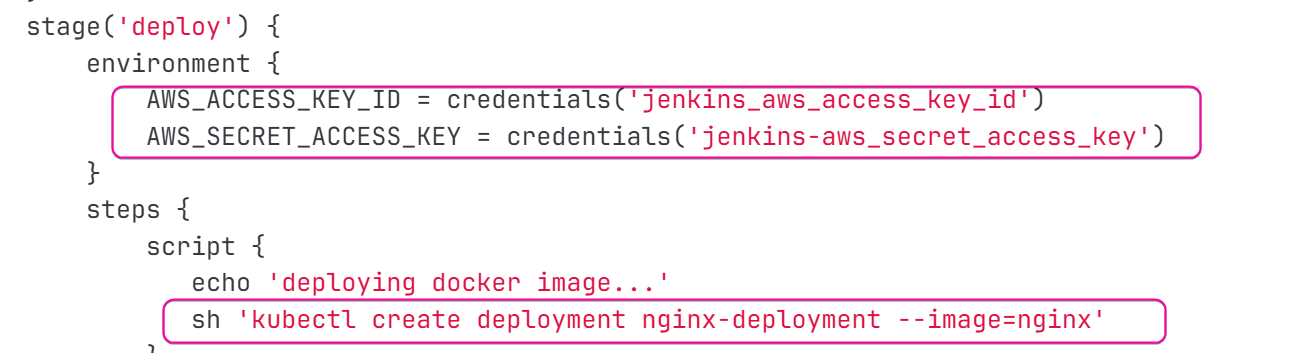 stage('deploy') {
environment {
AWS_ACCESS_KEY_ID = credentials('jenkins_aws_access_key_id')
AWS_SECRET_ACCESS_KEY = credentials('jenkins-aws_secret_access_key')
}
steps {
script {
echo 'deploying docker image...'
sh 'kubectl create deployment nginx-deployment --image=nginx'